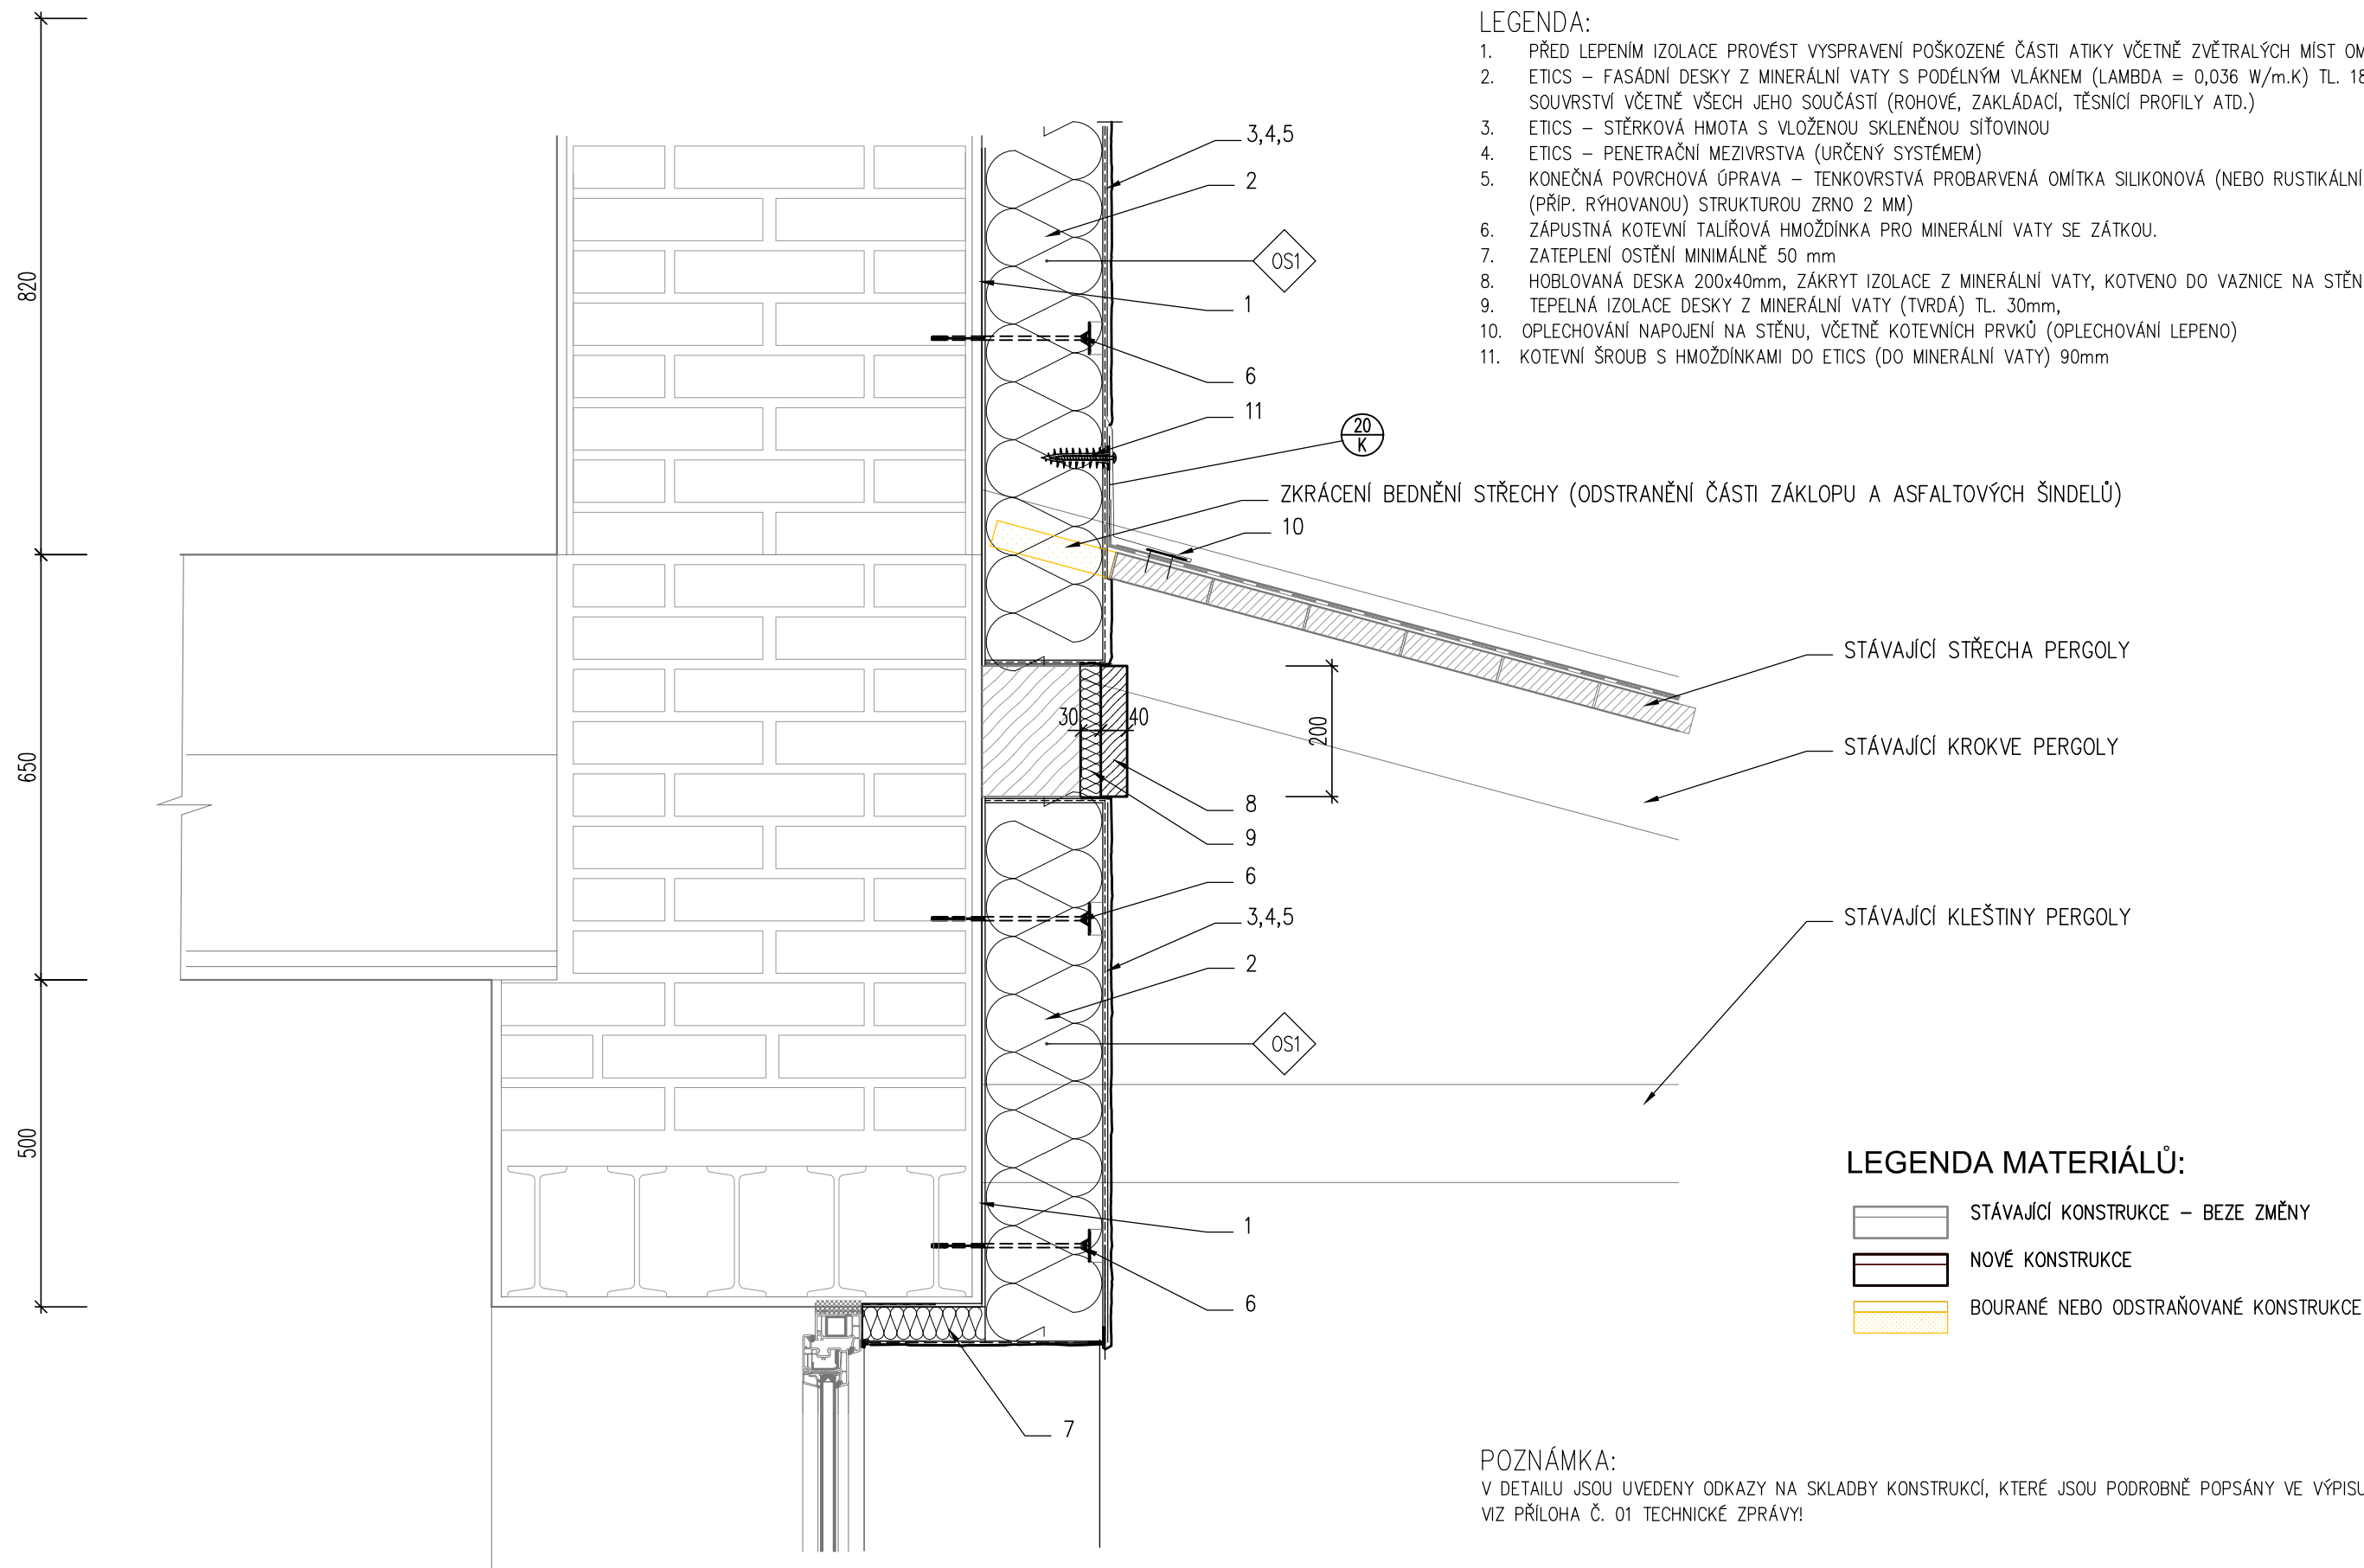 LEGENDA:
1. PŘED LEPENÍM IZOLACE PROVÉST VYSPRAVENÍ POŠKOZENÉ ČÁSTI ATIKY VČETNĚ ZVĚTRALÝCH MÍST OM
2. ETICS – FASÁDNÍ DESKY Z MINERÁLNÍ VATY S PODÉLNÝM VLÁKNEM (LAMBDA = 0,036 W/m.K) TL. 18
SOUVRSTVÍ VČETNĚ VŠECH JEHO SOUČÁSTÍ (ROHOVÉ, ZAKLÁDACÍ, TĚSNÍCÍ PROFILY ATD.)
3. ETICS – STĚRKOVÁ HMOTA S VLOŽENOU SKLENĚNOU SÍŤOVINOU
4. ETICS – PENETRAČNÍ MEZIVRSTVA (URČENÝ SYSTÉMEM)
5. KONEČNÁ POVRCHOVÁ ÚPRAVA – TENKOVRSTVÁ PROBARVENÁ OMÍTKA SILIKONOVÁ (NEBO RUSTIKÁLNÍ
(PŘÍP. RÝHOVANOU) STRUKTUROU ZRNO 2 MM)
6. ZÁPUSTNÁ KOTEVNÍ TALÍŘOVÁ HMOŽDÍNKA PRO MINERÁLNÍ VATY SE ZÁTKOU.
7. ZATEPLENÍ OSTĚNÍ MINIMÁLNĚ 50 mm
8. HOBLOVANÁ DESKA 200x40mm, ZÁKRYT IZOLACE Z MINERÁLNÍ VATY, KOTVENO DO VAZNICE NA STĚN
9. TEPELNÁ IZOLACE DESKY Z MINERÁLNÍ VATY (TVRDÁ) TL. 30mm,
10. OPLECHOVÁNÍ NAPOJENÍ NA STĚNU, VČETNĚ KOTEVNÍCH PRVKŮ (OPLECHOVÁNÍ LEPENO)
11. KOTEVNÍ ŠROUB S HMOŽDÍNKAMI DO ETICS (DO MINERÁLNÍ VATY) 90mm
3,4,5
2
OS1
1
6
11
20
K
ZKRÁCENÍ BEDNĚNÍ STŘECHY (ODSTRANĚNÍ ČÁSTI ZÁKLOPU A ASFALTOVÝCH ŠINDELŮ)
10
STÁVAJÍCÍ STŘECHA PERGOLY
STÁVAJÍCÍ KROKVE PERGOLY
STÁVAJÍCÍ KLEŠTINY PERGOLY
820
650
500
30
40
200
8
9
6
3,4,5
2
OS1
1
6
7
LEGENDA MATERIÁLŮ:
STÁVAJÍCÍ KONSTRUKCE – BEZE ZMĚNY
NOVÉ KONSTRUKCE
BOURANÉ NEBO ODSTRAŇOVANÉ KONSTRUKCE
POZNÁMKA:
V DETAILU JSOU UVEDENY ODKAZY NA SKLADBY KONSTRUKCÍ, KTERÉ JSOU PODROBNĚ POPSÁNY VE VÝPISU
VIZ PŘÍLOHA Č. 01 TECHNICKÉ ZPRÁVY!